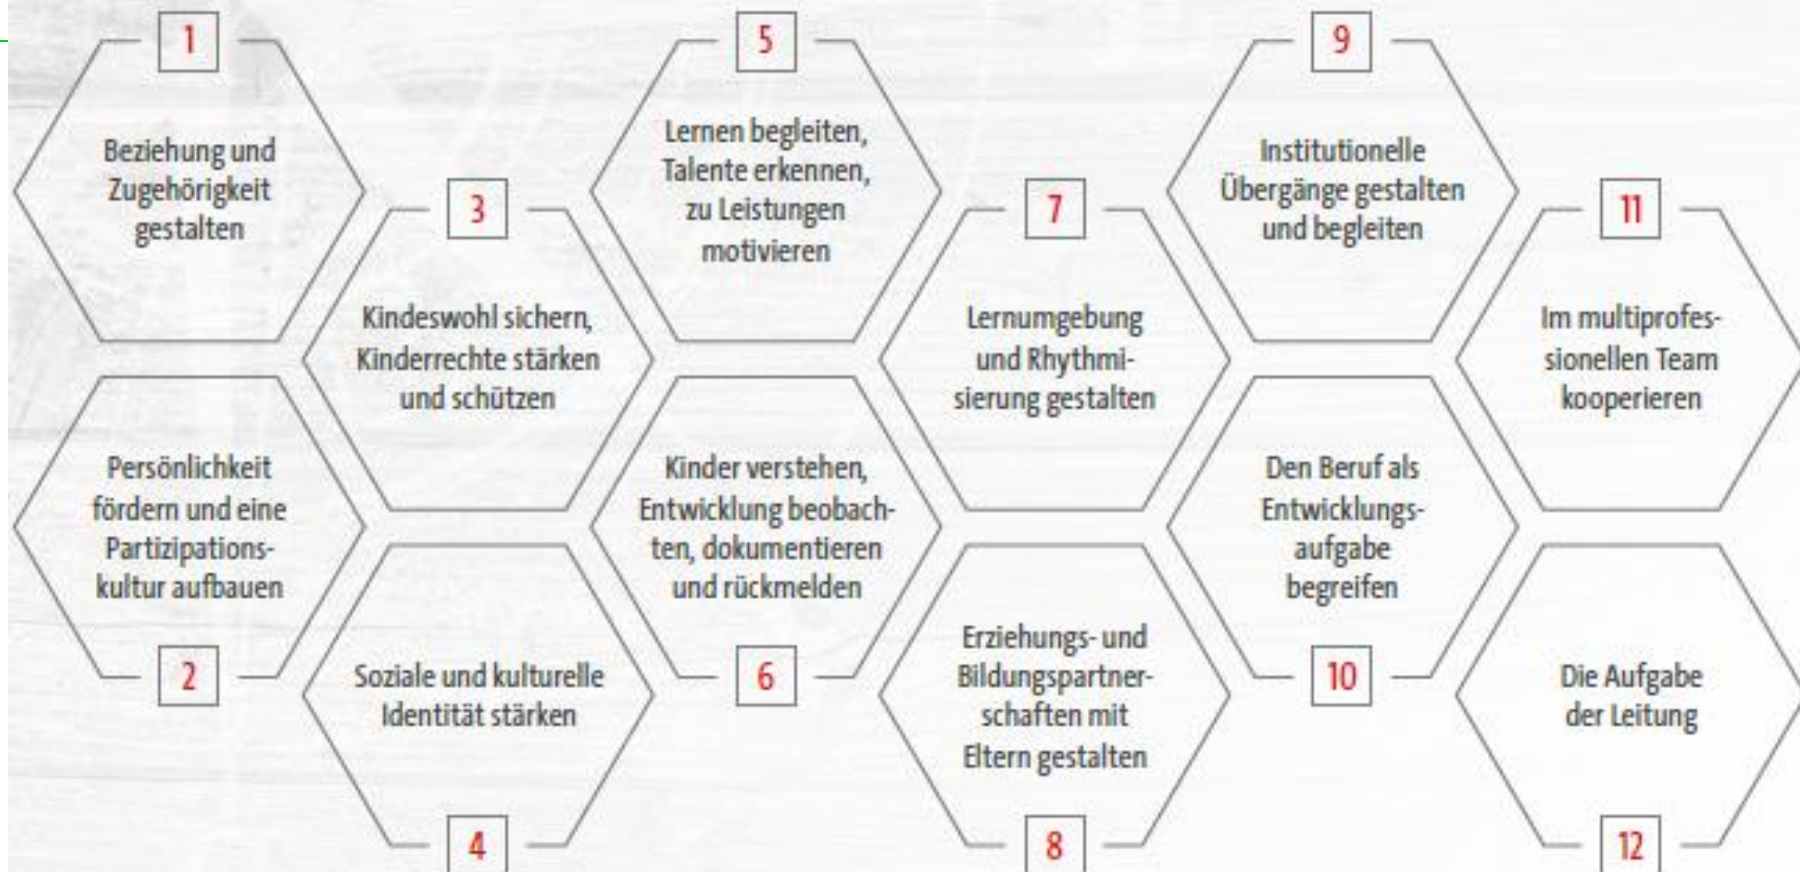 1
Beziehung und
Zugehörigkeit
gestalten
2
Persönlichkeit
fördern und eine
Partizipations-
kultur aufbauen
3
Kindeswohl sichern,
Kinderrechte stärken
und schützen
4
Soziale und kulturelle
Identität stärken
5
Lernen begleiten,
Talente erkennen,
zu Leistungen
motivieren
6
Kinder verstehen,
Entwicklung beobach-
ten, dokumentieren
und rückmelden
7
Lernumgebung
und Rhythmi-
sierung gestalten
8
Erziehungs- und
Bildungspartner-
schaften mit
Eltern gestalten
9
Institutionelle
Übergänge gestalten
und begleiten
10
Den Beruf als
Entwicklungs-
aufgabe
begreifen
11
Im multiprofes-
sionellen Team
kooperieren
12
Die Aufgabe
der Leitung